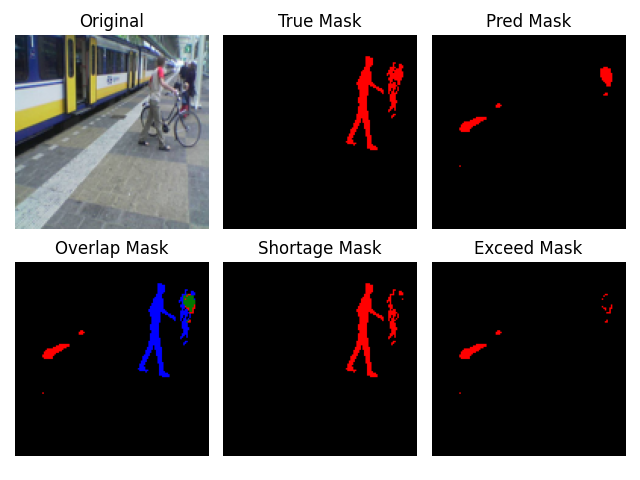 Original
True Mask
Pred Mask
Overlap Mask
Shortage Mask
Exceed Mask